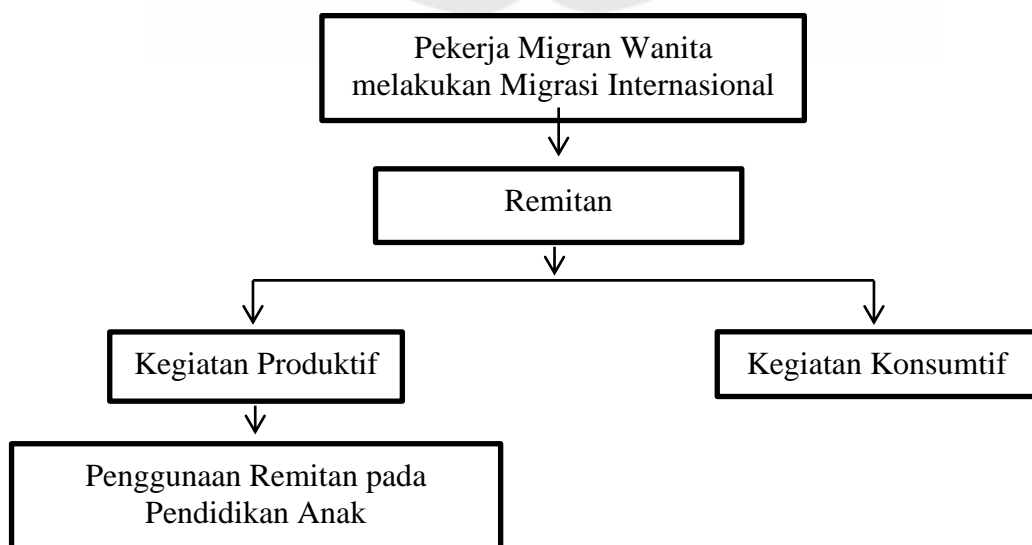 Pekerja Migran Wanita
melakukan Migrasi Internasional
Remitan
Kegiatan Produktif
Kegiatan Konsumtif
Penggunaan Remitan pada
Pendidikan Anak